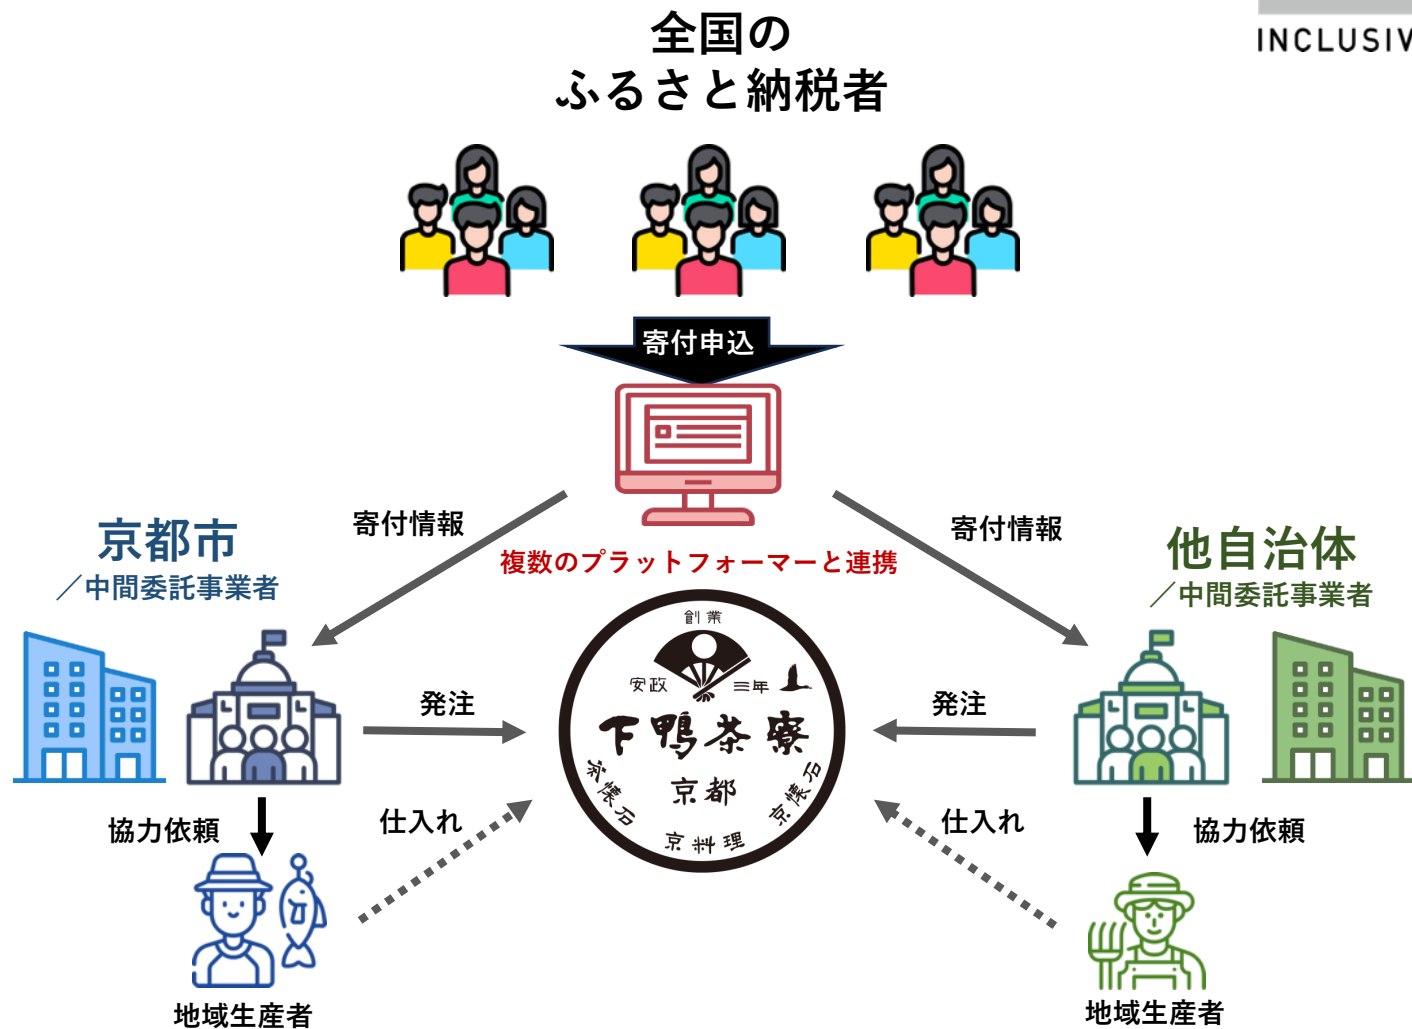 全国の
ふるさと納税者
INCLUSIV
寄付申込
寄付情報
寄付情報
京都市
／中間委託事業者
複数のプラットフォーマーと連携
他自治体
／中間委託事業者
創業
安政 三年
下鴨茶寮
京都
京懐石
京料理
京懐石
発注
発注
仕入れ
仕入れ
協力依頼
協力依頼
地域生産者
地域生産者